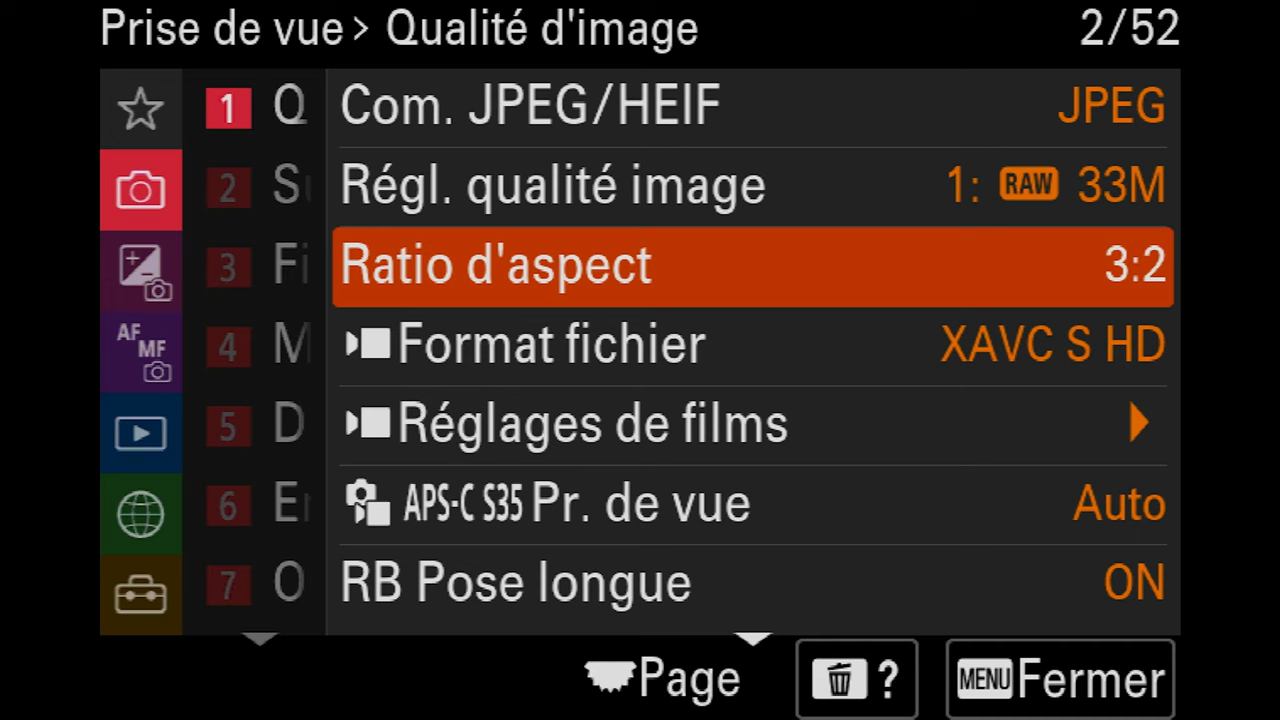 Prise de vue> Qualité d'image 2/52
1 Q Com. JPEG/HEIF JPEG
2 S Régl. qualité image 1: RAW 33M
3 Fi Ratio d'aspect 3:2
4 M Format fichier XAVC S HD
AF MF
5 D Réglages de films
6 E APS-C S35 Pr. de vue Auto
7 O RB Pose longue ON
Page ? MENU Fermer